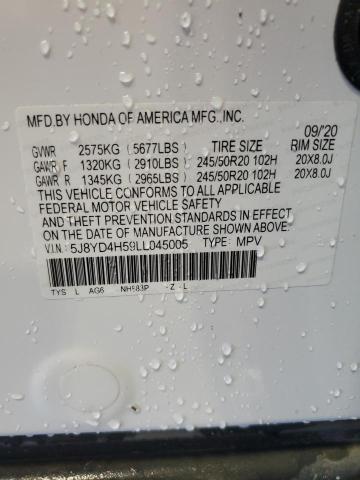 MFD.BY HONDA OF AMERICA MFG.,INC.
09/'20
GVWR 2575KG (5677LBS) TIRE SIZE RIM SIZE
GAWR F 1320KG (2910LBS) 245/50R20 102H 20X8.0J
GAWR R 1345KG (2965LBS) 245/50R20 102H 20X8.0J
THIS VEHICLE CONFORMS TO ALL APPLICABLE
FEDERAL MOTOR VEHICLE SAFETY
AND THEFT PREVENTION STANDARDS IN EFFECT
ON THE DATE OF MANUFACTURE SHOWN ABOVE.
V.I.N.: 5J8YD4H59LL045005 TYPE: MPV
TYS L AG6 NH883P -Z-L